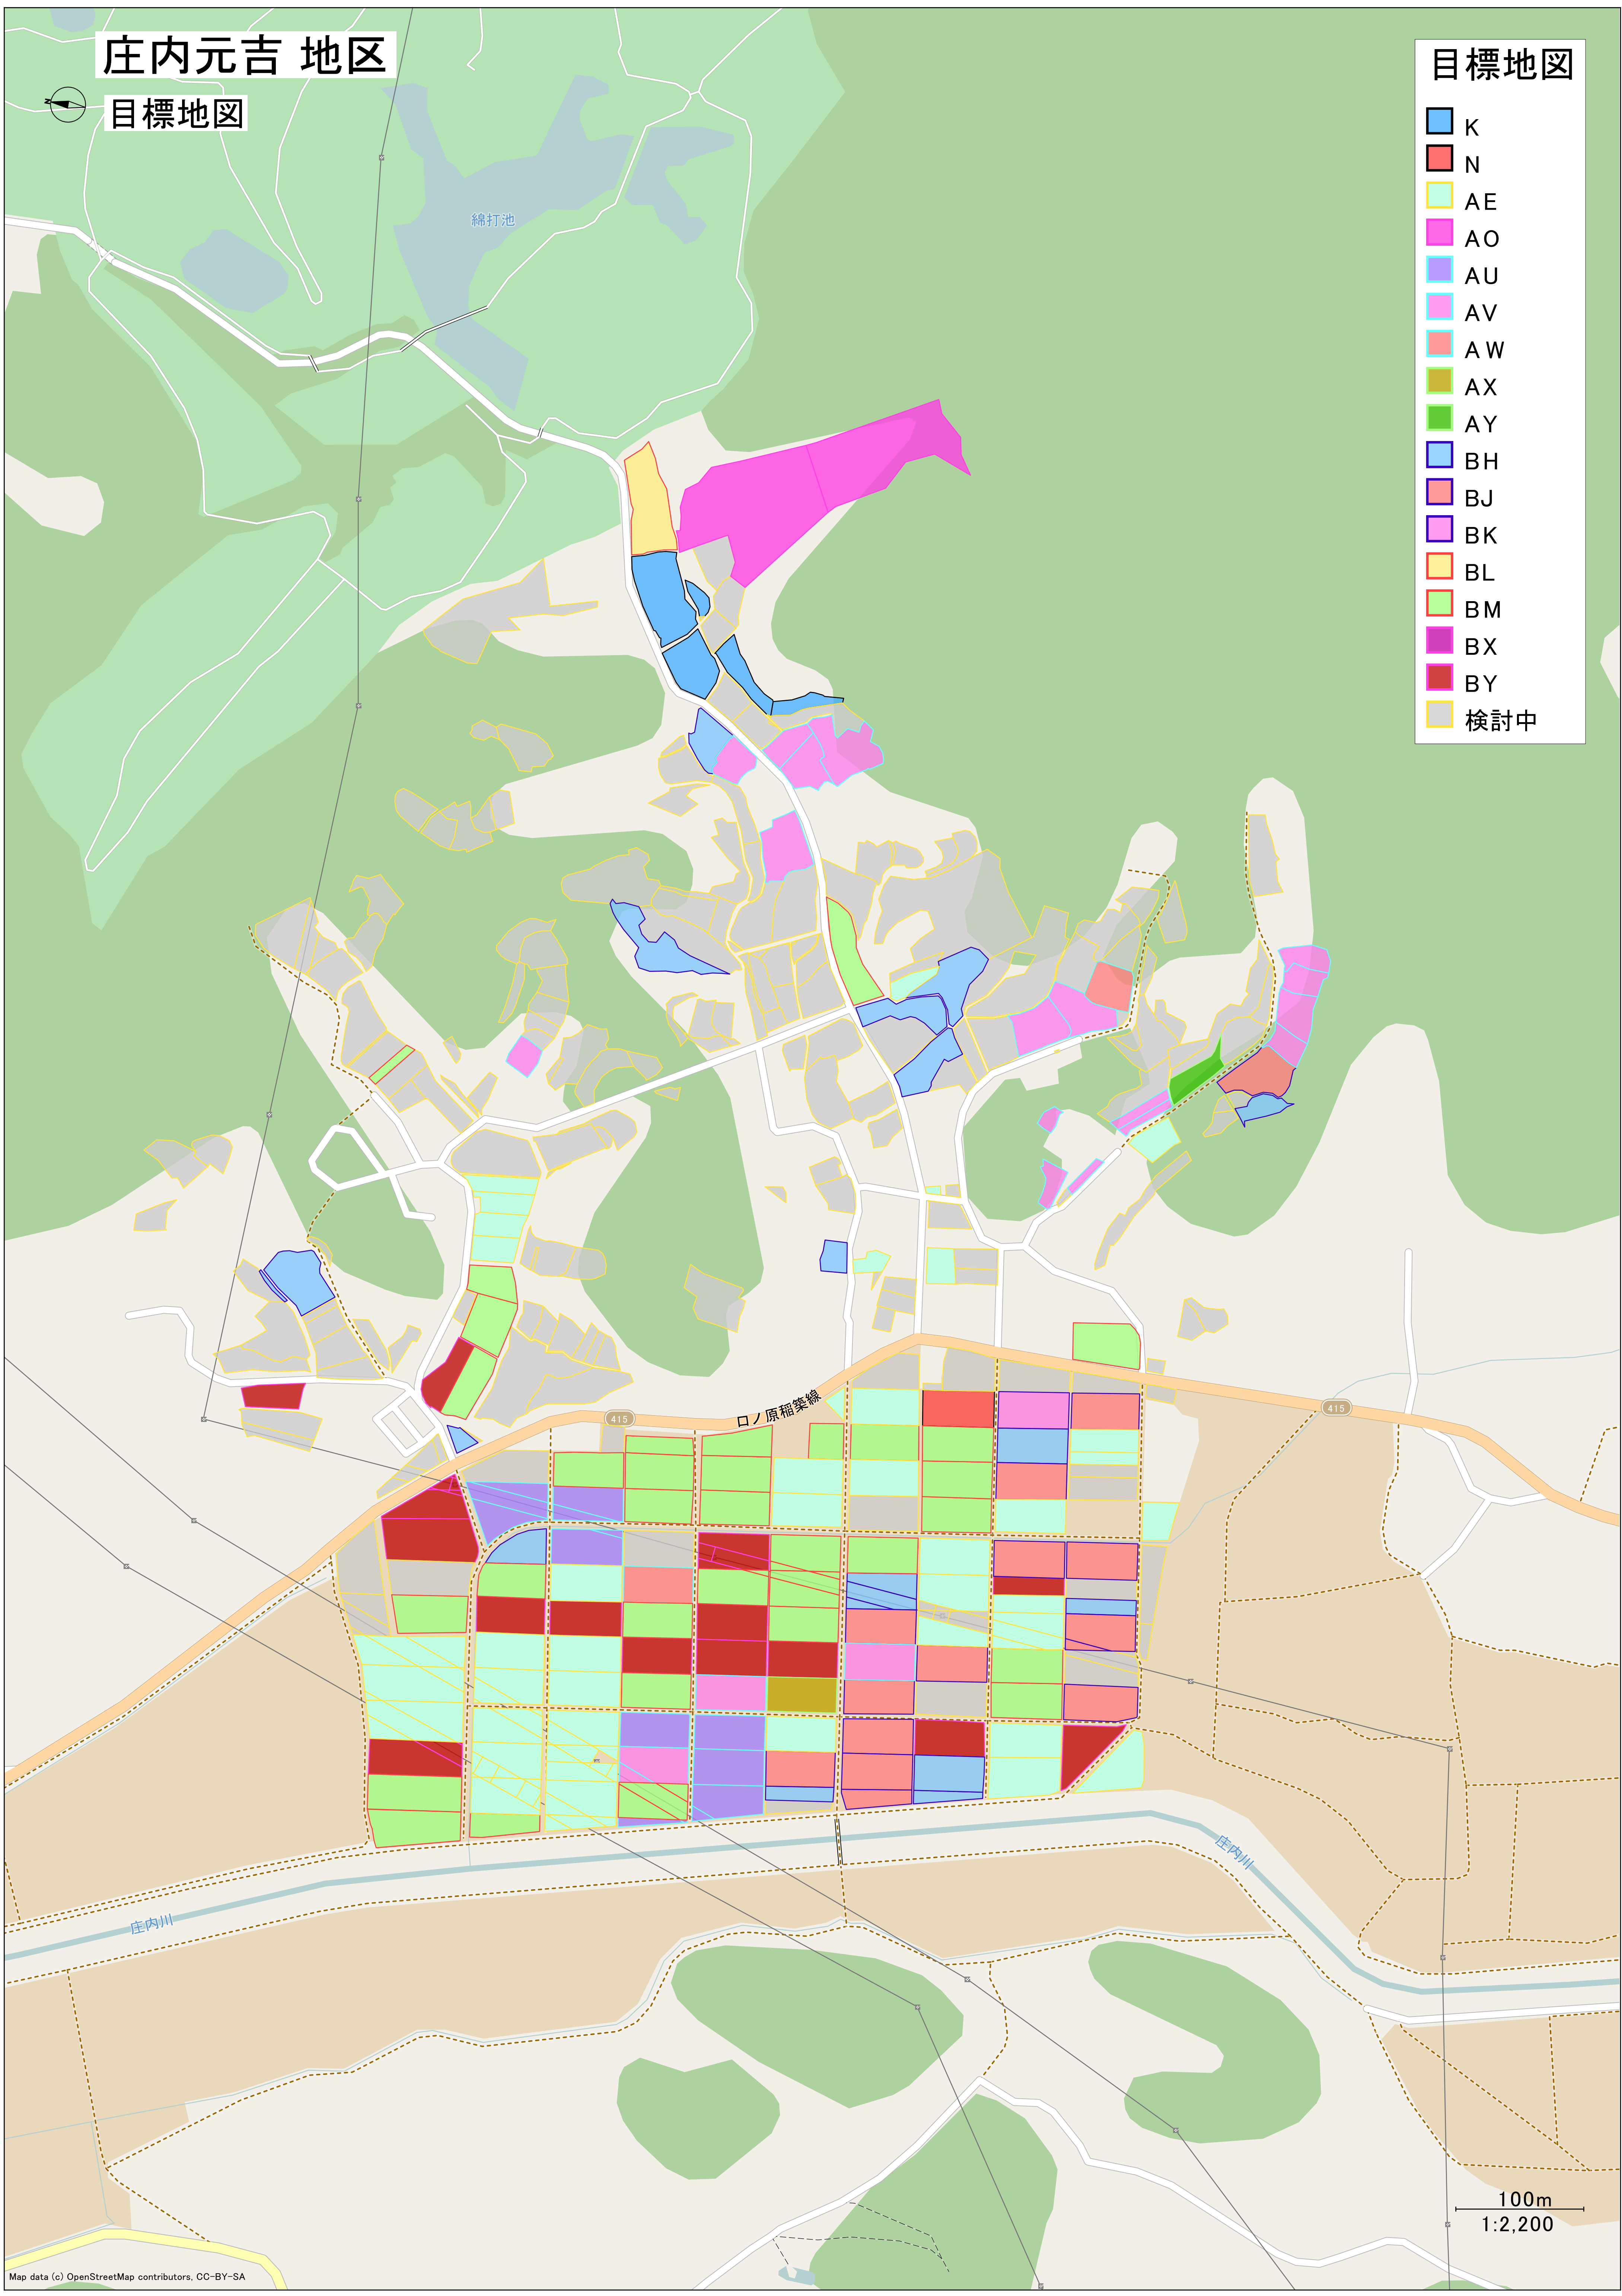 庄内元吉 地区
目標地図
N
綿打池
目標地図
K
N
AE
AO
AU
AV
AW
AX
AY
BH
BJ
BK
BL
BM
BX
BY
検討中
口ノ原稲築線
415
415
庄内川
庄内川
100m
1:2,200
Map data (c) OpenStreetMap contributors, CC-BY-SA